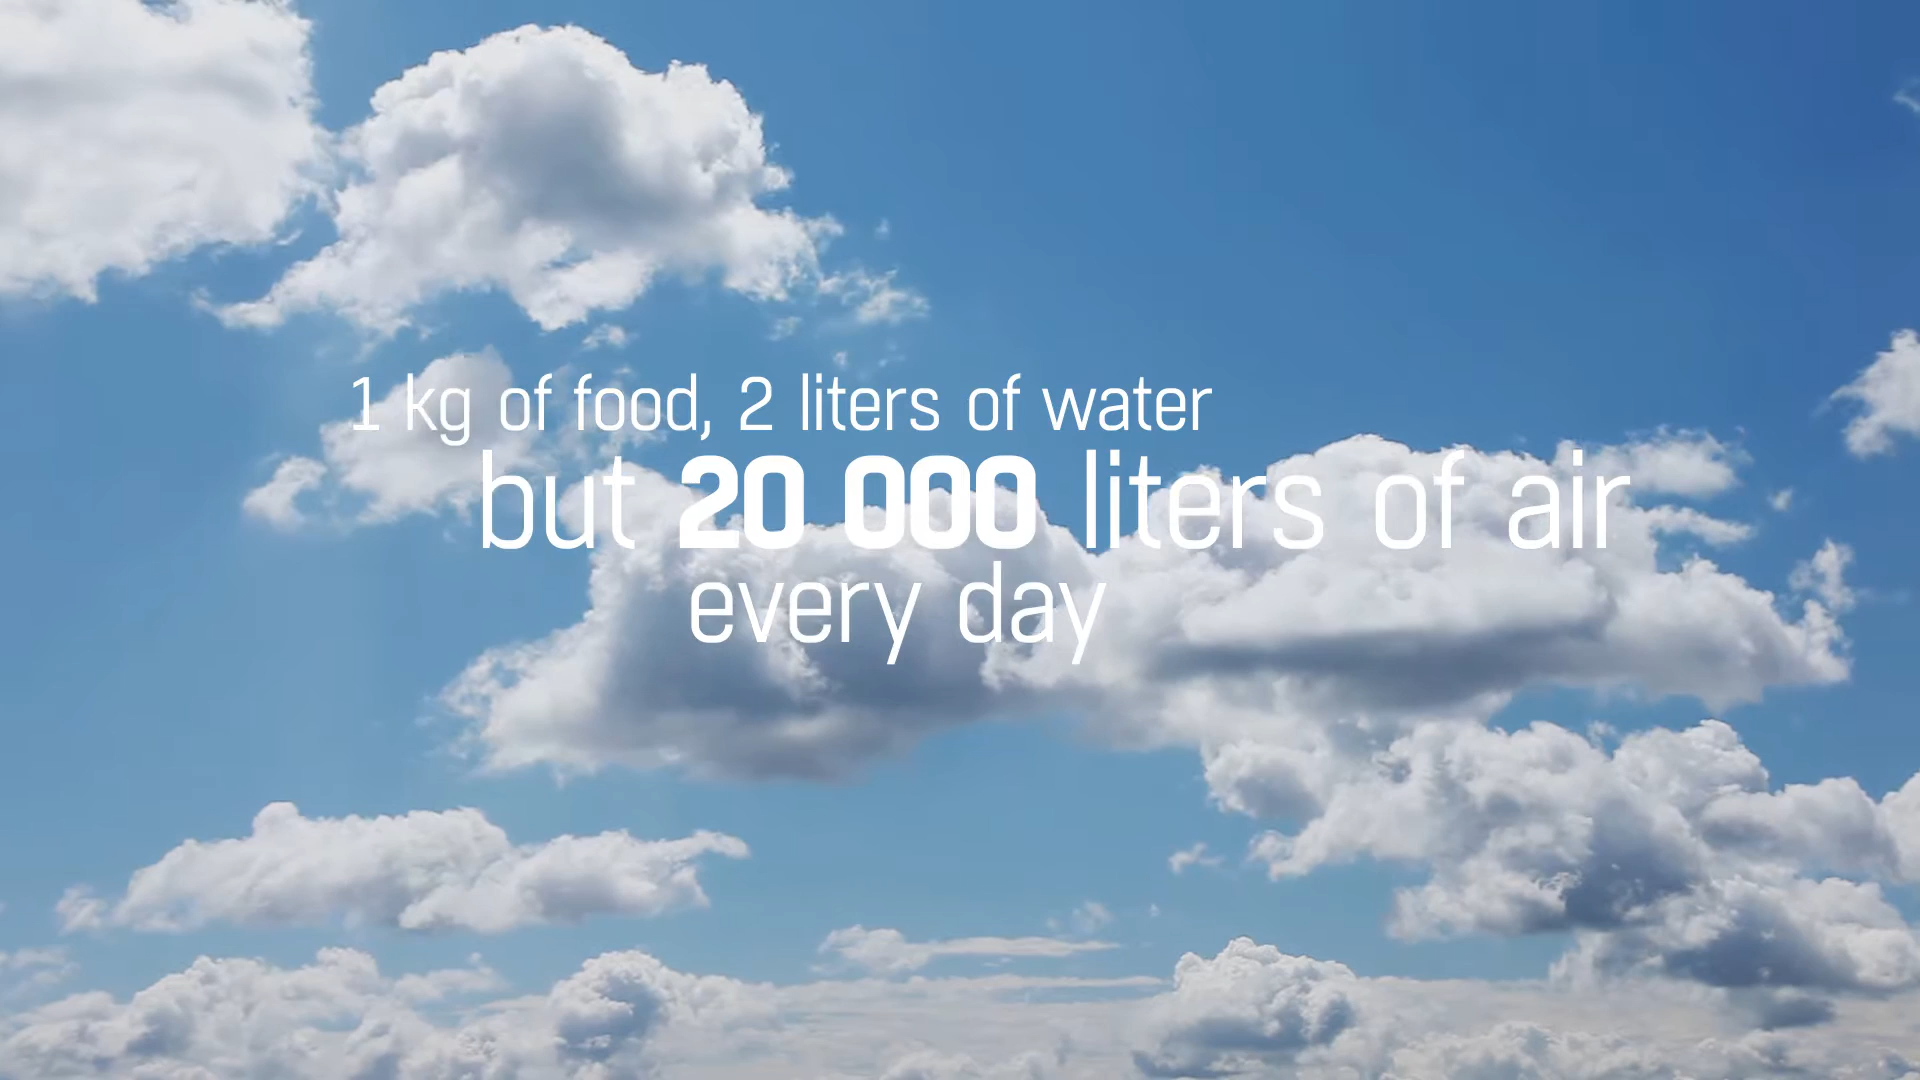 1 kg of food, 2 liters of water
but 20 000 liters of air
every day